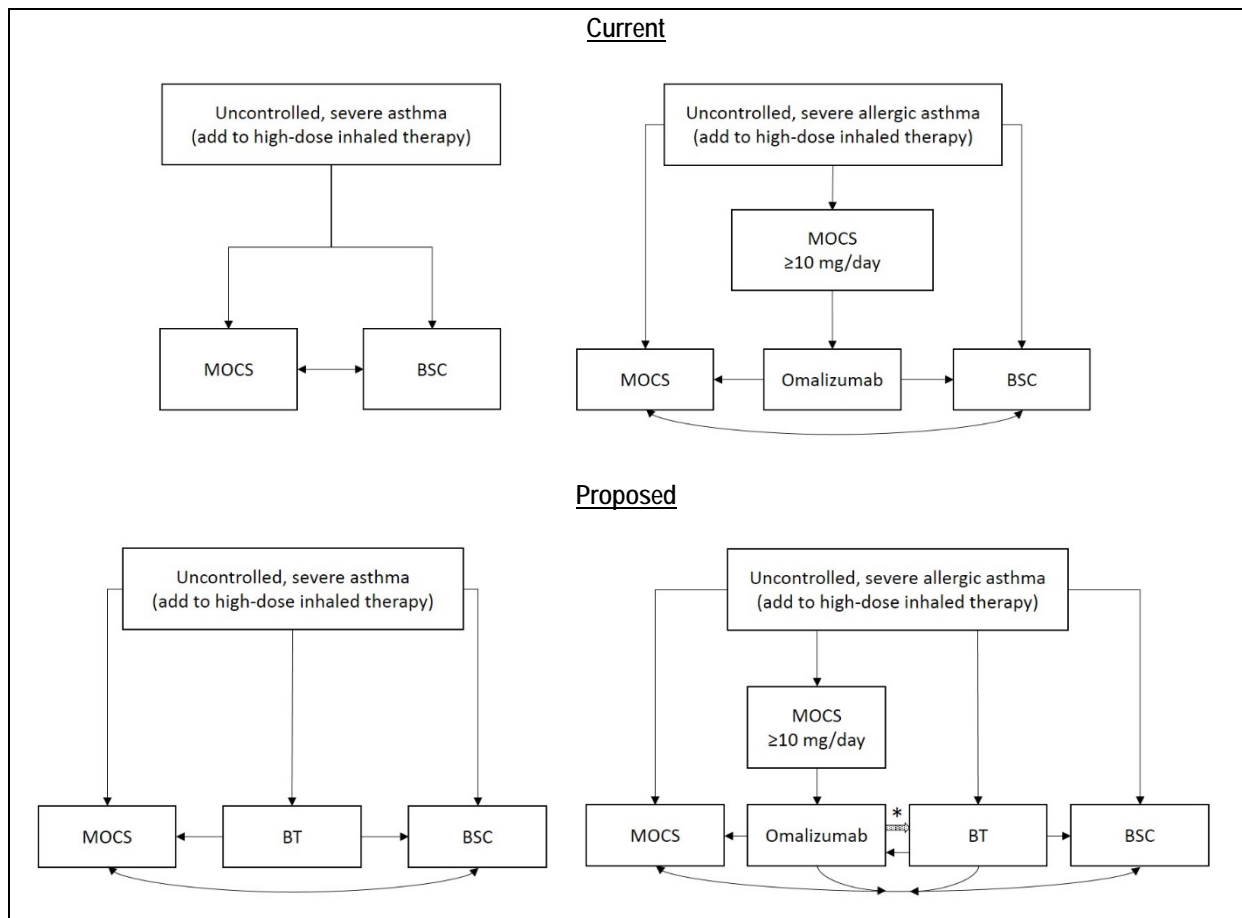 Current
Uncontrolled, severe asthma
(add to high-dose inhaled therapy)
MOCS
BSC
Uncontrolled, severe allergic asthma
(add to high-dose inhaled therapy)
MOCS
≥10 mg/day
MOCS
Omalizumab
BSC
Proposed
Uncontrolled, severe asthma
(add to high-dose inhaled therapy)
MOCS
BT
BSC
Uncontrolled, severe allergic asthma
(add to high-dose inhaled therapy)
MOCS
≥10 mg/day
MOCS
Omalizumab
*
BT
BSC